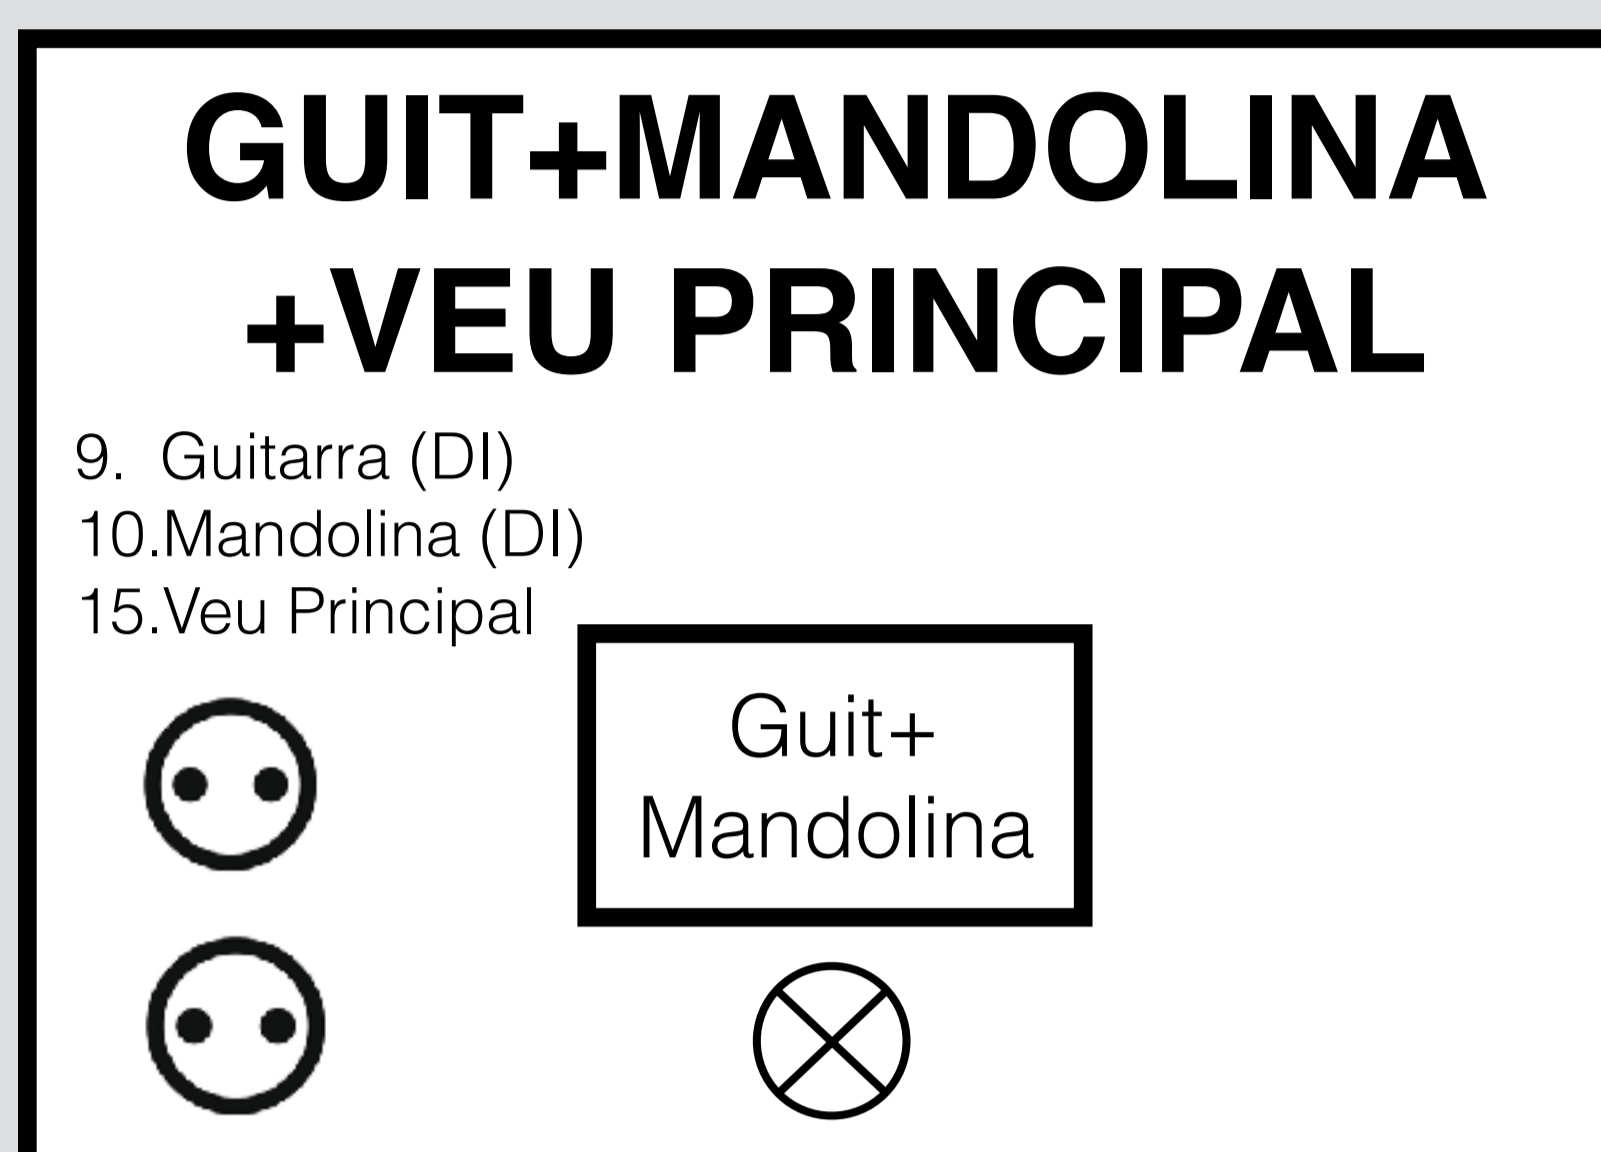 GUIT+MANDOLINA
+VEU PRINCIPAL
9. Guitarra (DI)
10.Mandolina (DI)
15.Veu Principal
Guit+
Mandolina